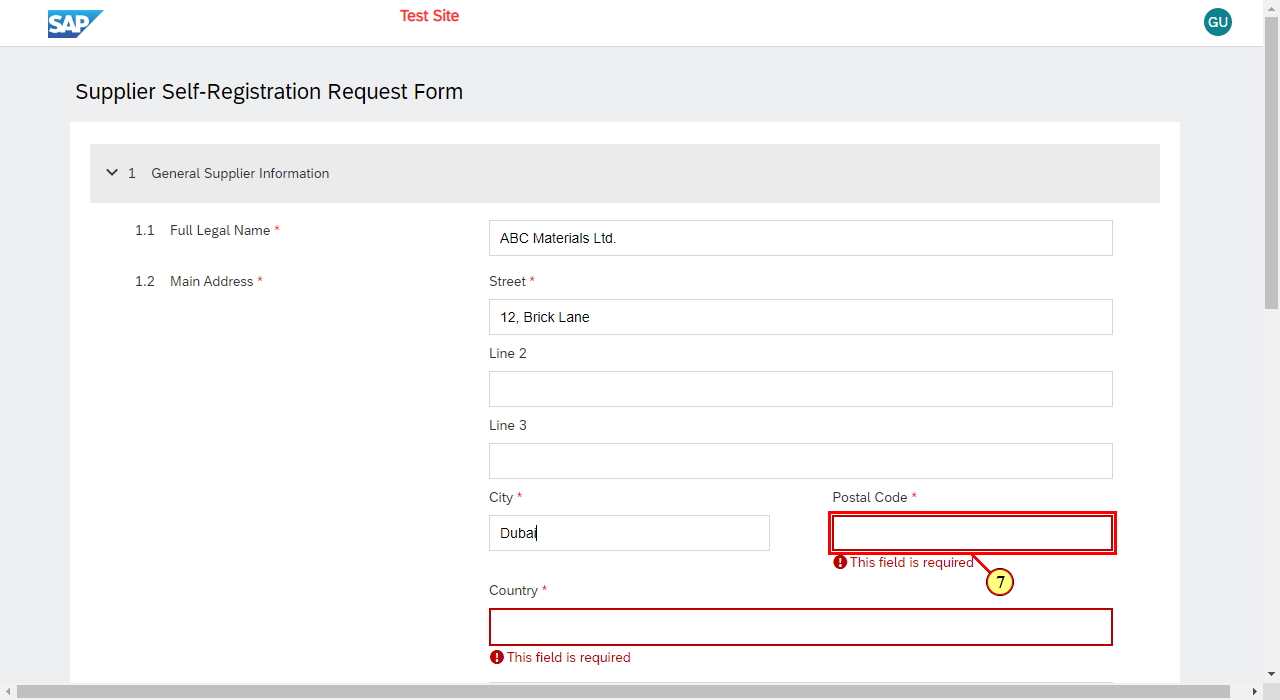 SAP
Test Site
GU
Supplier Self-Registration Request Form
1 General Supplier Information
1.1 Full Legal Name *
ABC Materials Ltd.
1.2 Main Address *
Street *
12, Brick Lane
Line 2
Line 3
City *
Postal Code *
Dubai
This field is required
7
Country *
This field is required